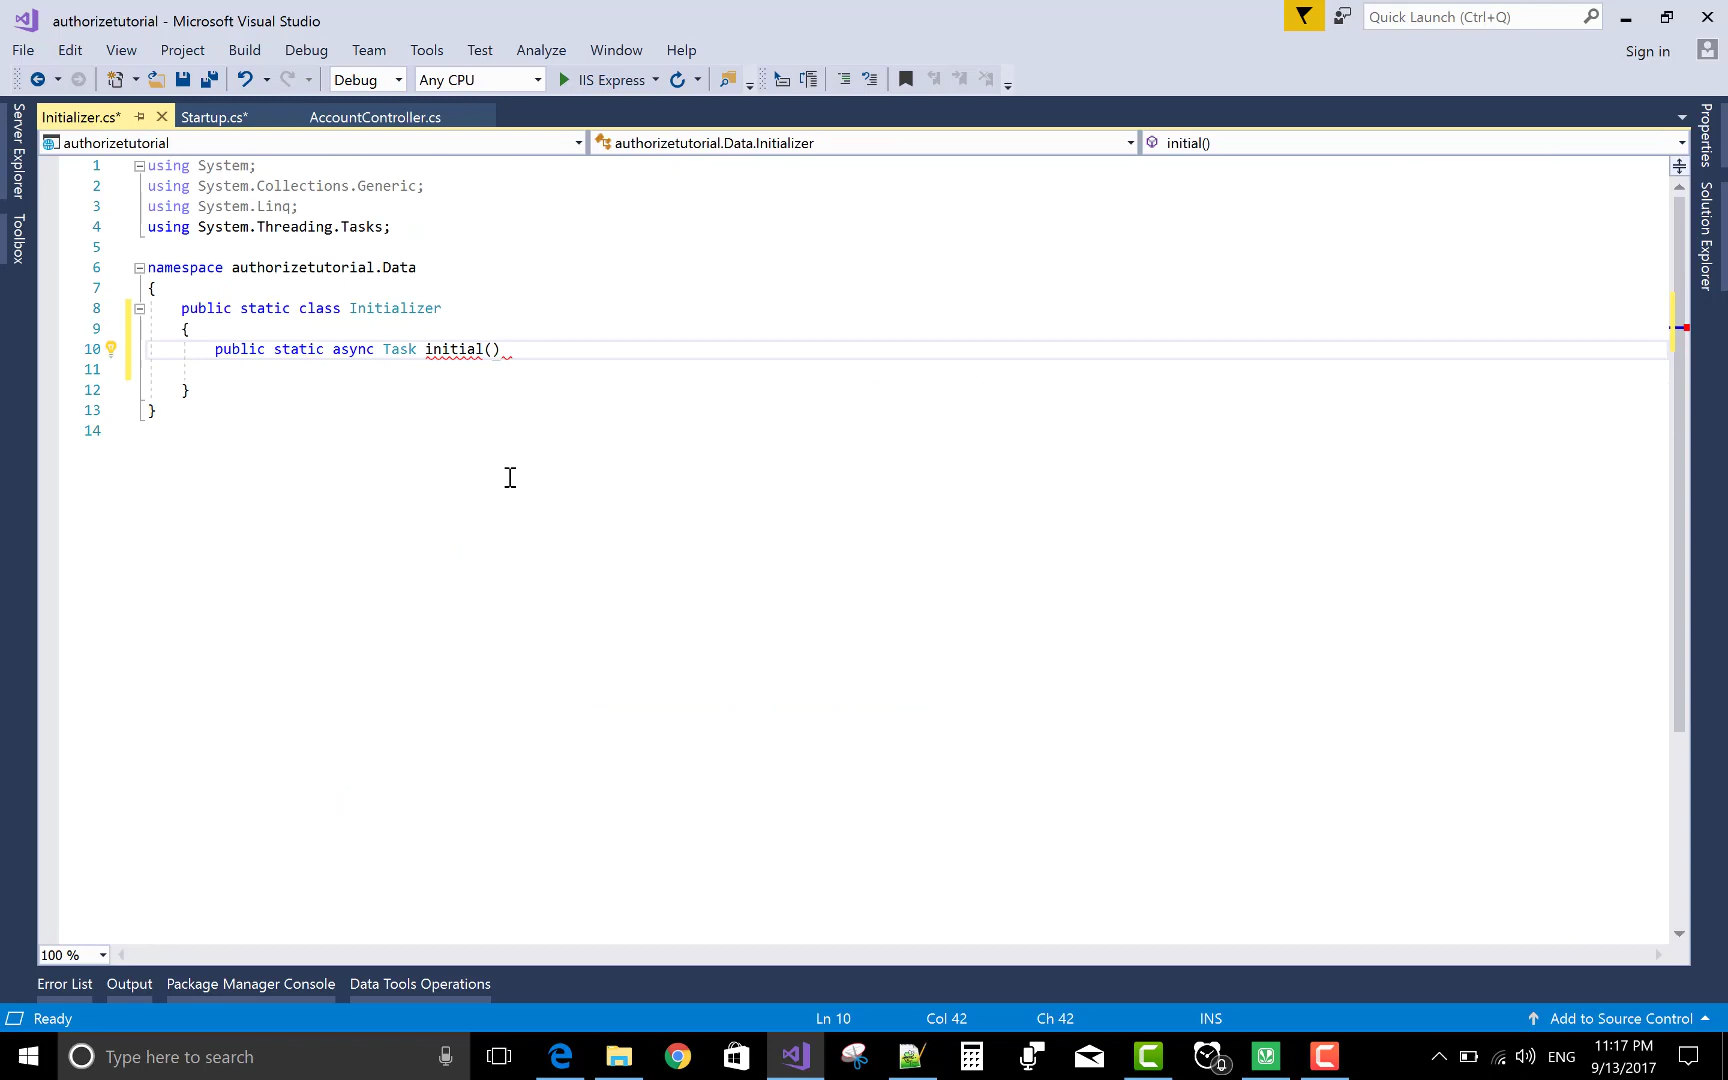 authorizetutorial - Microsoft Visual Studio
Quick Launch (Ctrl+Q)
File Edit View Project Build Debug Team Tools Test Analyze Window Help
Sign in
Debug Any CPU IIS Express
Initializer.cs* Startup.cs* AccountController.cs
authorizetutorial authorizetutorial.Data.Initializer initial()
Server Explorer
Toolbox
Properties
Solution Explorer
1 using System;
2 using System.Collections.Generic;
3 using System.Linq;
4 using System.Threading.Tasks;
5
6 namespace authorizetutorial.Data
7 {
8 public static class Initializer
9 {
10 public static async Task initial()
11
12 }
13 }
14
100 %
Error List Output Package Manager Console Data Tools Operations
Ready Ln 10 Col 42 Ch 42 INS Add to Source Control
Type here to search
ENG
11:17 PM
9/13/2017